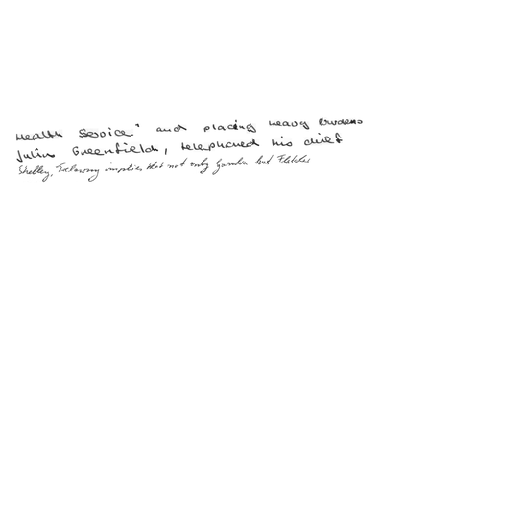 Health Service" and placing heavy burdens
Julius Greenfield, telephoned his chief
Shelley, Trelawny implies that not only Gamba but Fletcher